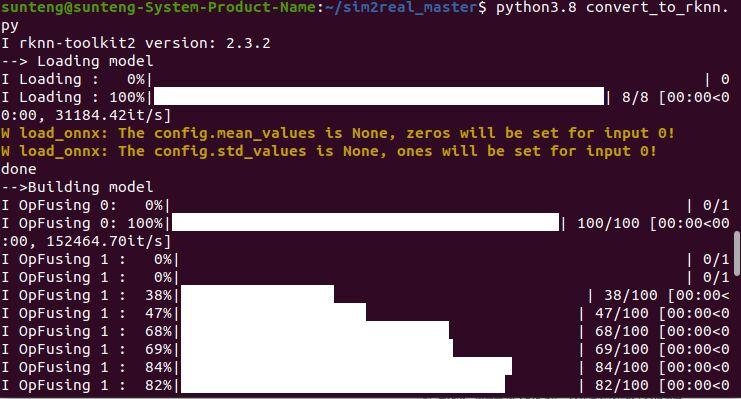 sunteng@sunteng-System-Product-Name:~/sim2real_master$ python3.8 convert_to_rknn.
py
I rknn-toolkit2 version: 2.3.2
--> Loading model
I Loading :   0%| | 0
I Loading : 100%| | 8/8 [00:00<0
0:00, 31184.42it/s]
W load_onnx: The config.mean_values is None, zeros will be set for input 0!
W load_onnx: The config.std_values is None, ones will be set for input 0!
done
-->Building model
I OpFusing 0:   0%| | 0/1
I OpFusing 0: 100%| | 100/100 [00:00<00
:00, 152464.70it/s]
I OpFusing 1 :   0%| | 0/1
I OpFusing 1 :   0%| | 0/1
I OpFusing 1 :  38%| | 38/100 [00:00<
I OpFusing 1 :  47%| | 47/100 [00:00<0
I OpFusing 1 :  68%| | 68/100 [00:00<0
I OpFusing 1 :  69%| | 69/100 [00:00<0
I OpFusing 1 :  84%| | 84/100 [00:00<0
I OpFusing 1 :  82%| | 82/100 [00:00<0